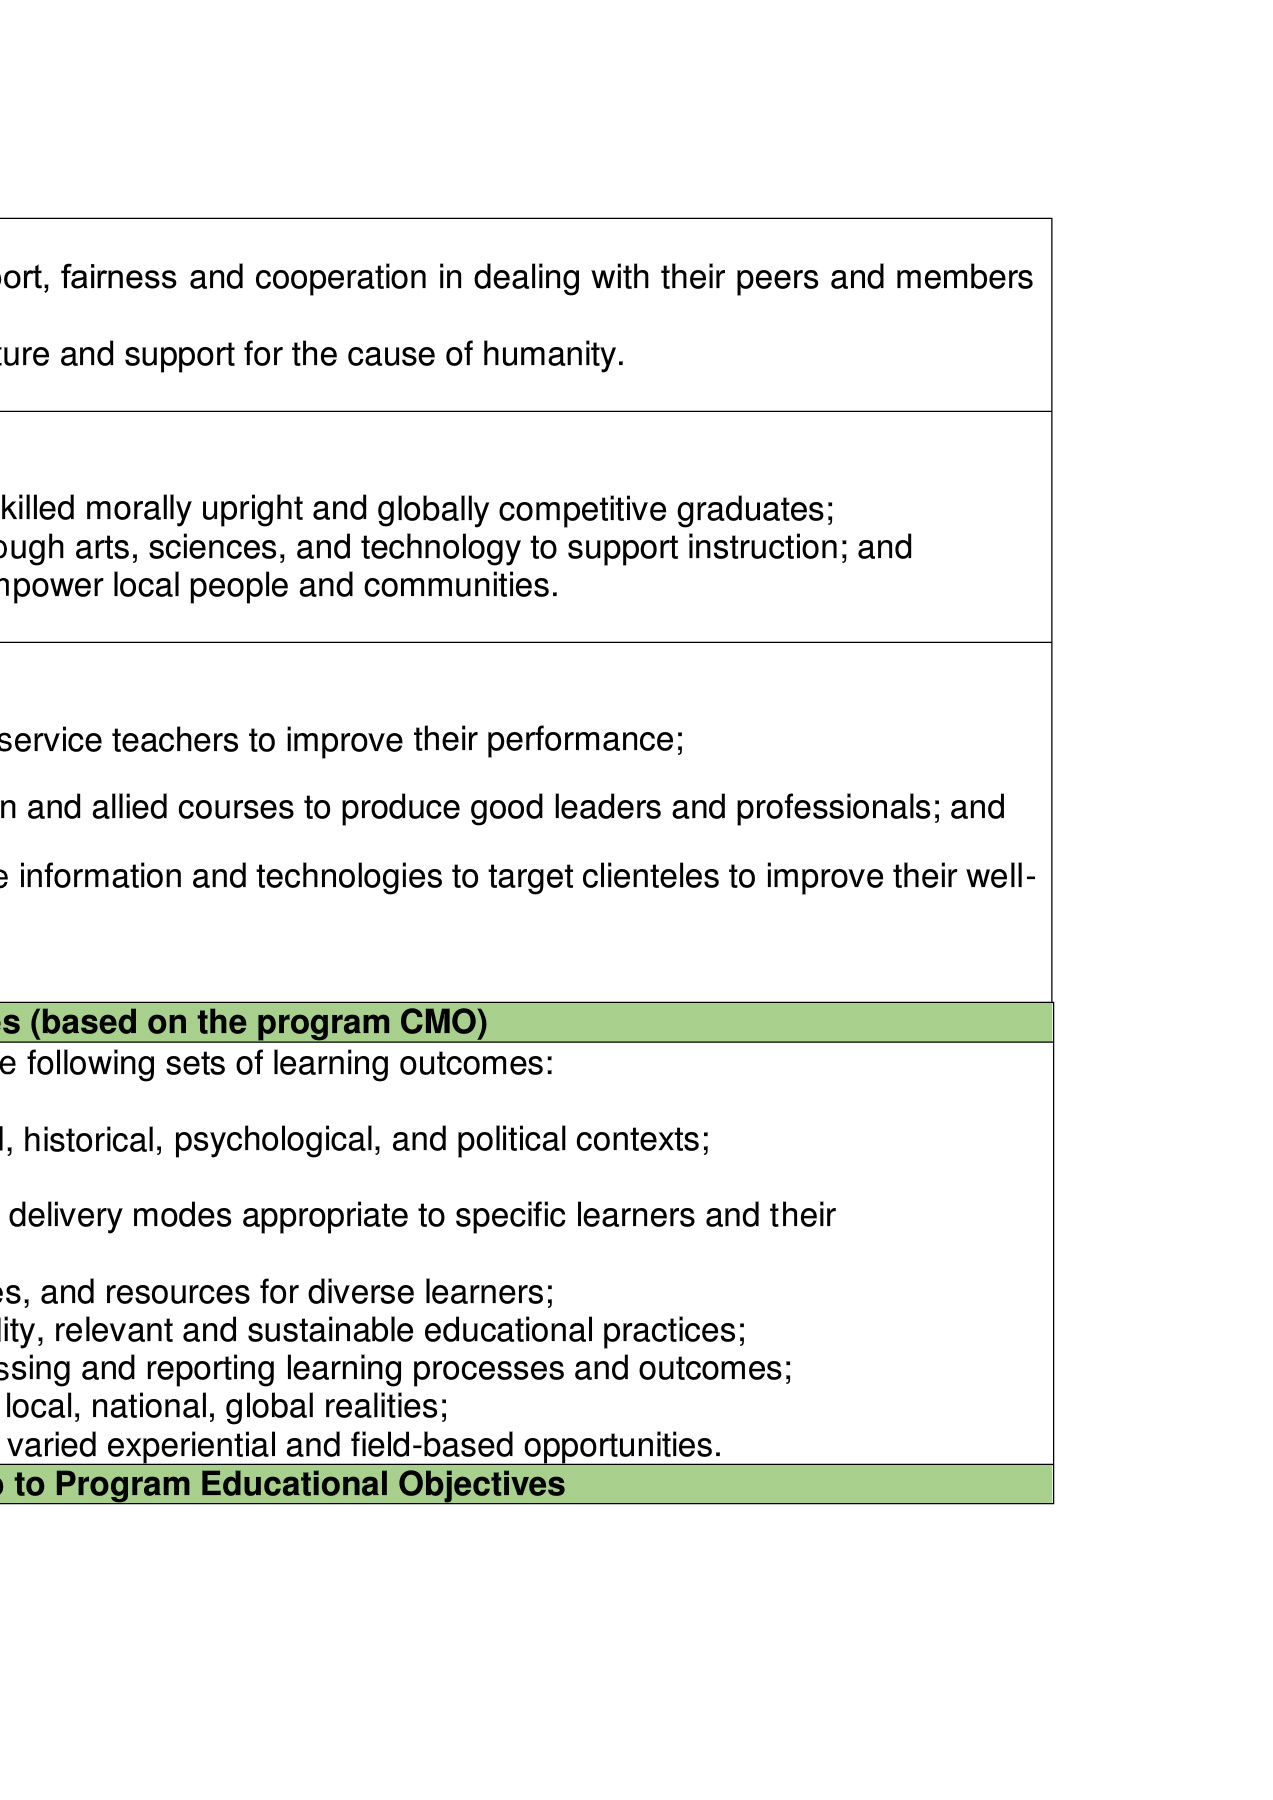 ort, fairness and cooperation in dealing with their peers and members
ture and support for the cause of humanity.
killed morally upright and globally competitive graduates;
ough arts, sciences, and technology to support instruction; and
mpower local people and communities.
service teachers to improve their performance;
n and allied courses to produce good leaders and professionals; and
e information and technologies to target clienteles to improve their well-
es (based on the program CMO)
e following sets of learning outcomes:
l, historical, psychological, and political contexts;
delivery modes appropriate to specific learners and their
es, and resources for diverse learners;
lity, relevant and sustainable educational practices;
ssing and reporting learning processes and outcomes;
local, national, global realities;
varied experiential and field-based opportunities.
p to Program Educational Objectives